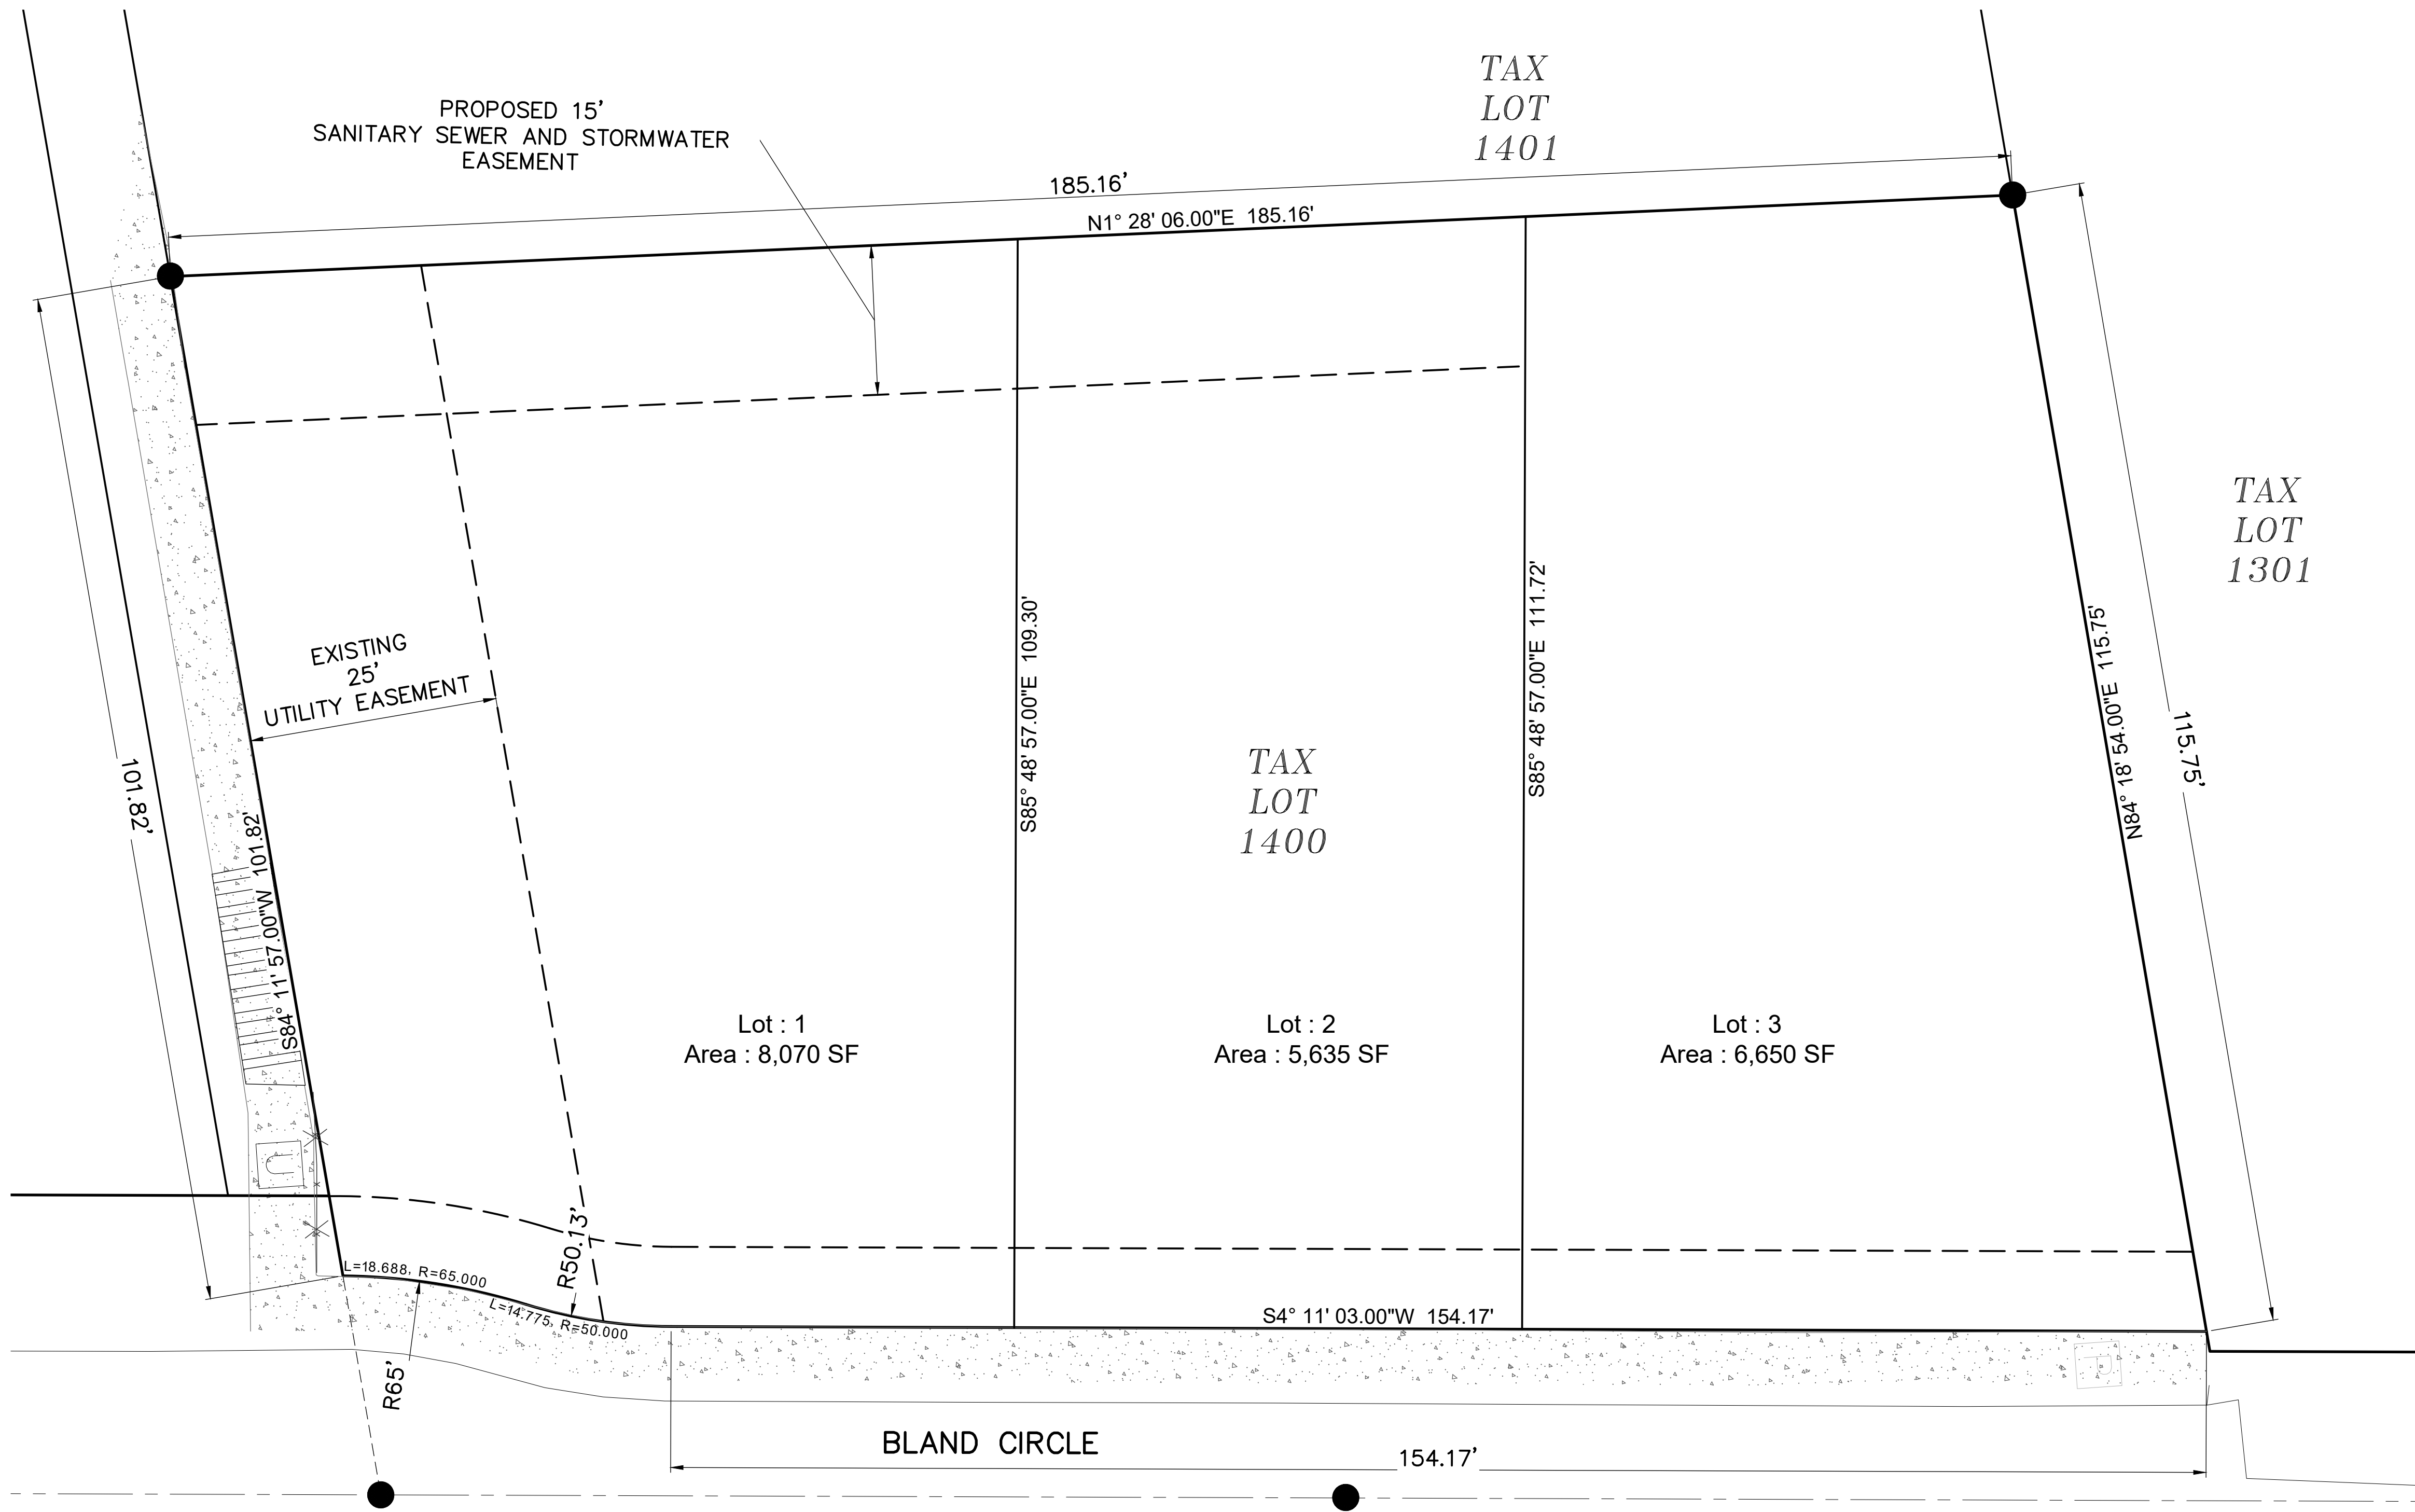 TAX
LOT
1401
PROPOSED 15'
SANITARY SEWER AND STORMWATER
EASEMENT
185.16'
N1° 28' 06.00"E 185.16'
TAX
LOT
1301
EXISTING
25'
UTILITY EASEMENT
101.82'
S84° 11' 57.00"W 101.82'
S85° 48' 57.00"E 109.30'
S85° 48' 57.00"E 111.72'
N84° 18' 54.00"E 115.75'
115.75'
TAX
LOT
1400
Lot : 1
Area : 8,070 SF
Lot : 2
Area : 5,635 SF
Lot : 3
Area : 6,650 SF
L=18.688, R=65.000
L=14.775, R=50.000
R50.13'
R65'
S4° 11' 03.00"W 154.17'
BLAND CIRCLE
154.17'